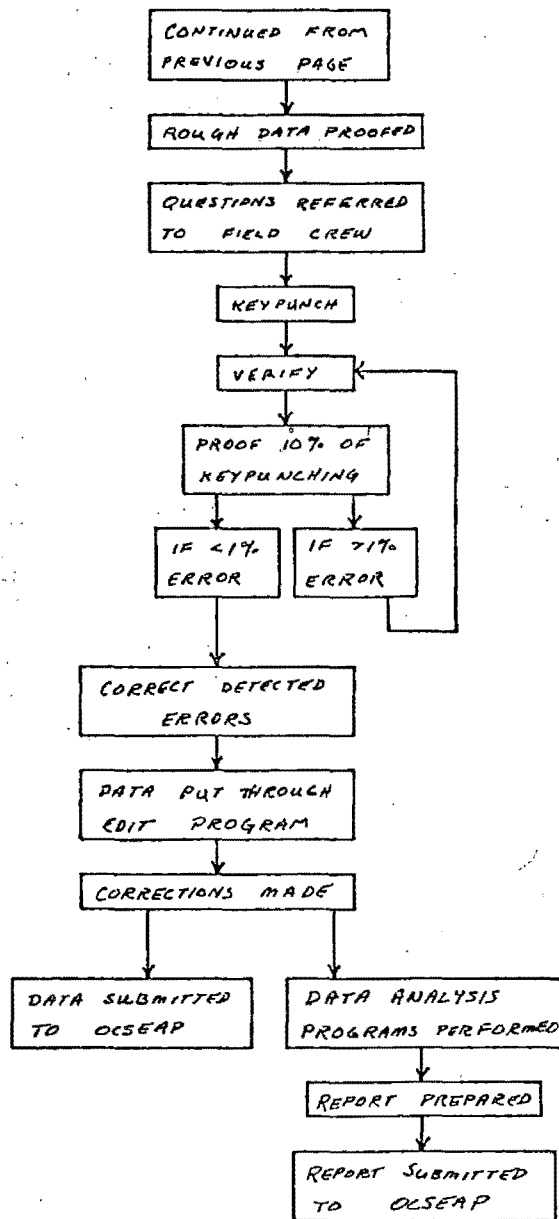 CONTINUED FROM
PREVIOUS PAGE
ROUGH DATA PROOFED
QUESTIONS REFERRED
TO FIELD CREW
KEYPUNCH
VERIFY
PROOF 10% OF
KEYPUNCHING
IF <1%
ERROR
IF >1%
ERROR
CORRECT DETECTED
ERRORS
DATA PUT THROUGH
EDIT PROGRAM
CORRECTIONS MADE
DATA SUBMITTED
TO OCSEAP
DATA ANALYSIS
PROGRAMS PERFORMED
REPORT PREPARED
REPORT SUBMITTED
TO OCSEAP